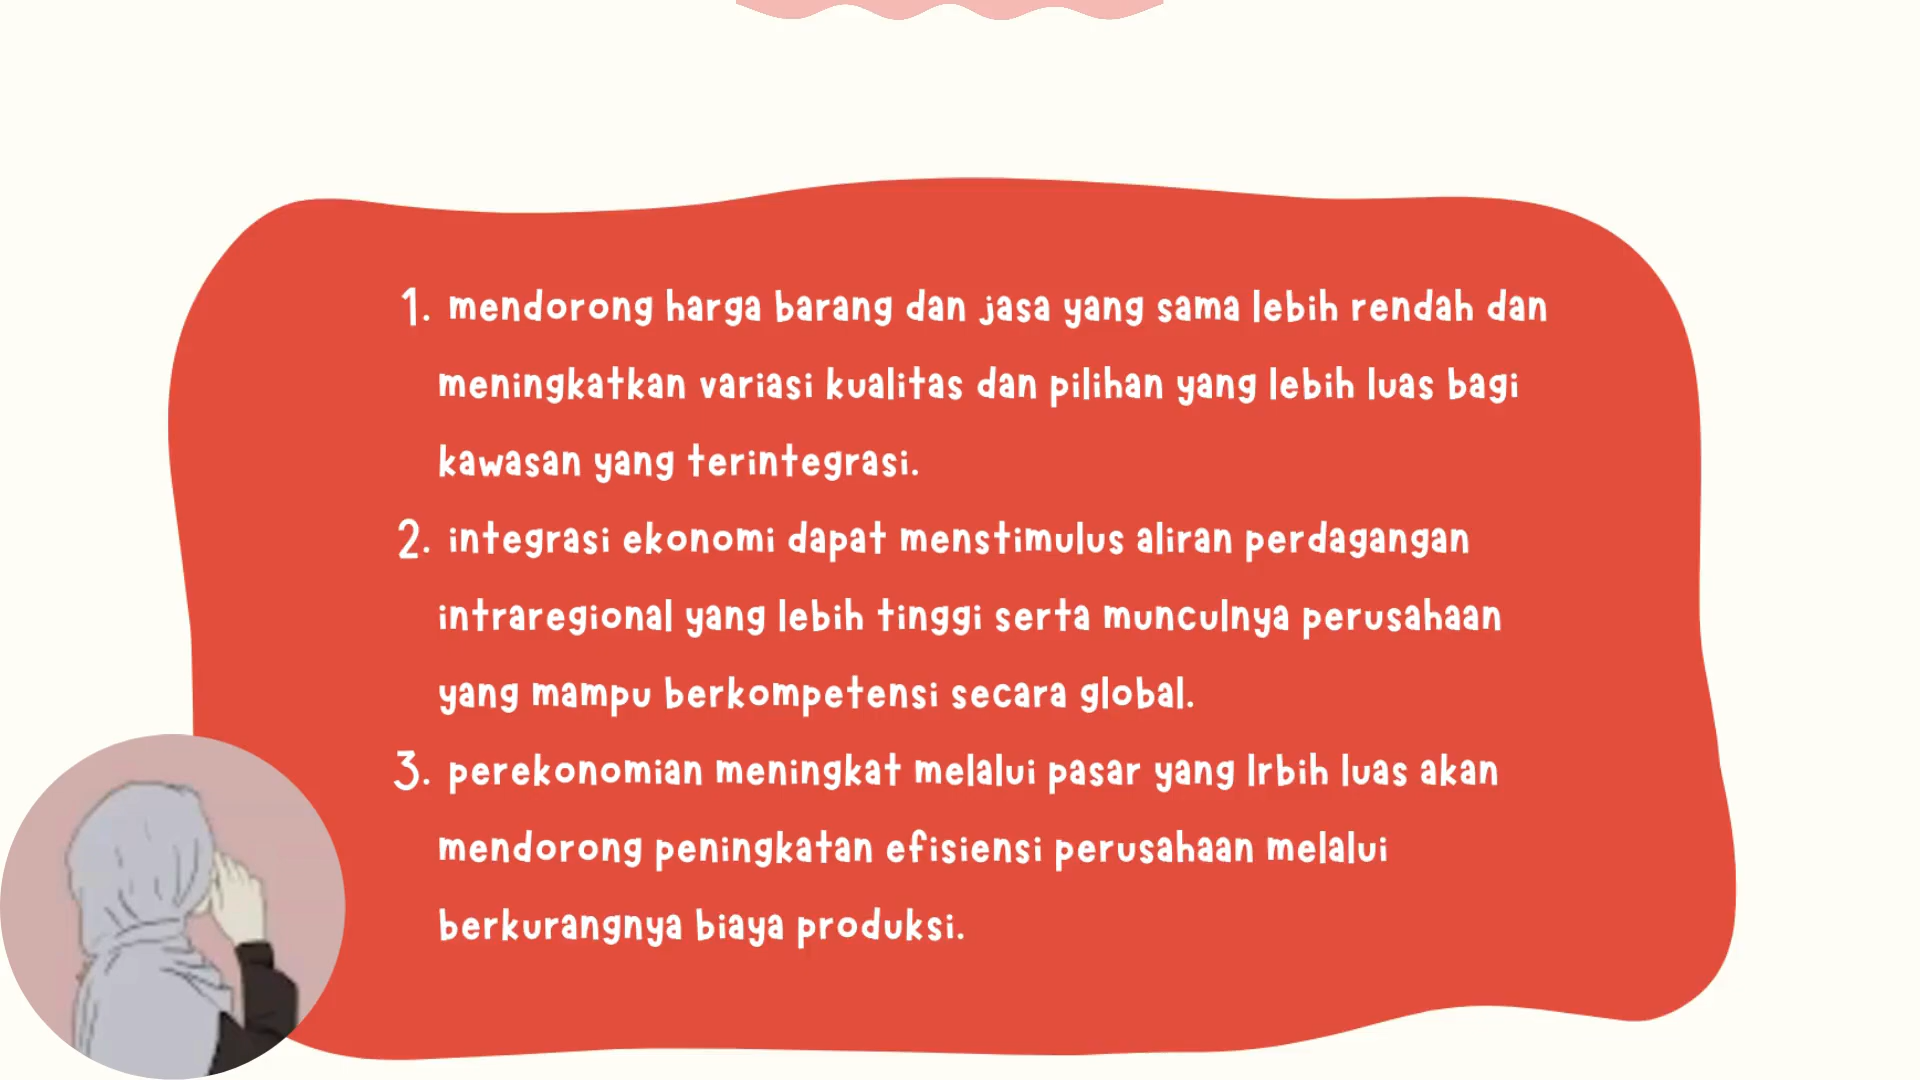 1. mendorong harga barang dan jasa yang sama lebih rendah dan
meningkatkan variasi kualitas dan pilihan yang lebih luas bagi
kawasan yang terintegrasi.
2. integrasi ekonomi dapat menstimulus aliran perdagangan
intraregional yang lebih tinggi serta munculnya perusahaan
yang mampu berkompetensi secara global.
3. perekonomian meningkat melalui pasar yang lrbih luas akan
mendorong peningkatan efisiensi perusahaan melalui
berkurangnya biaya produksi.